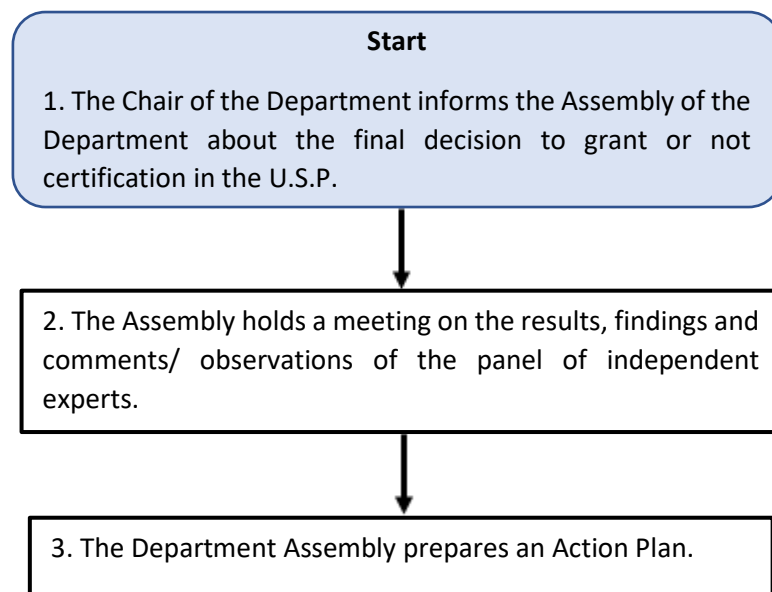 Start
1. The Chair of the Department informs the Assembly of the
Department about the final decision to grant or not
certification in the U.S.P.
2. The Assembly holds a meeting on the results, findings and
comments/ observations of the panel of independent
experts.
3. The Department Assembly prepares an Action Plan.